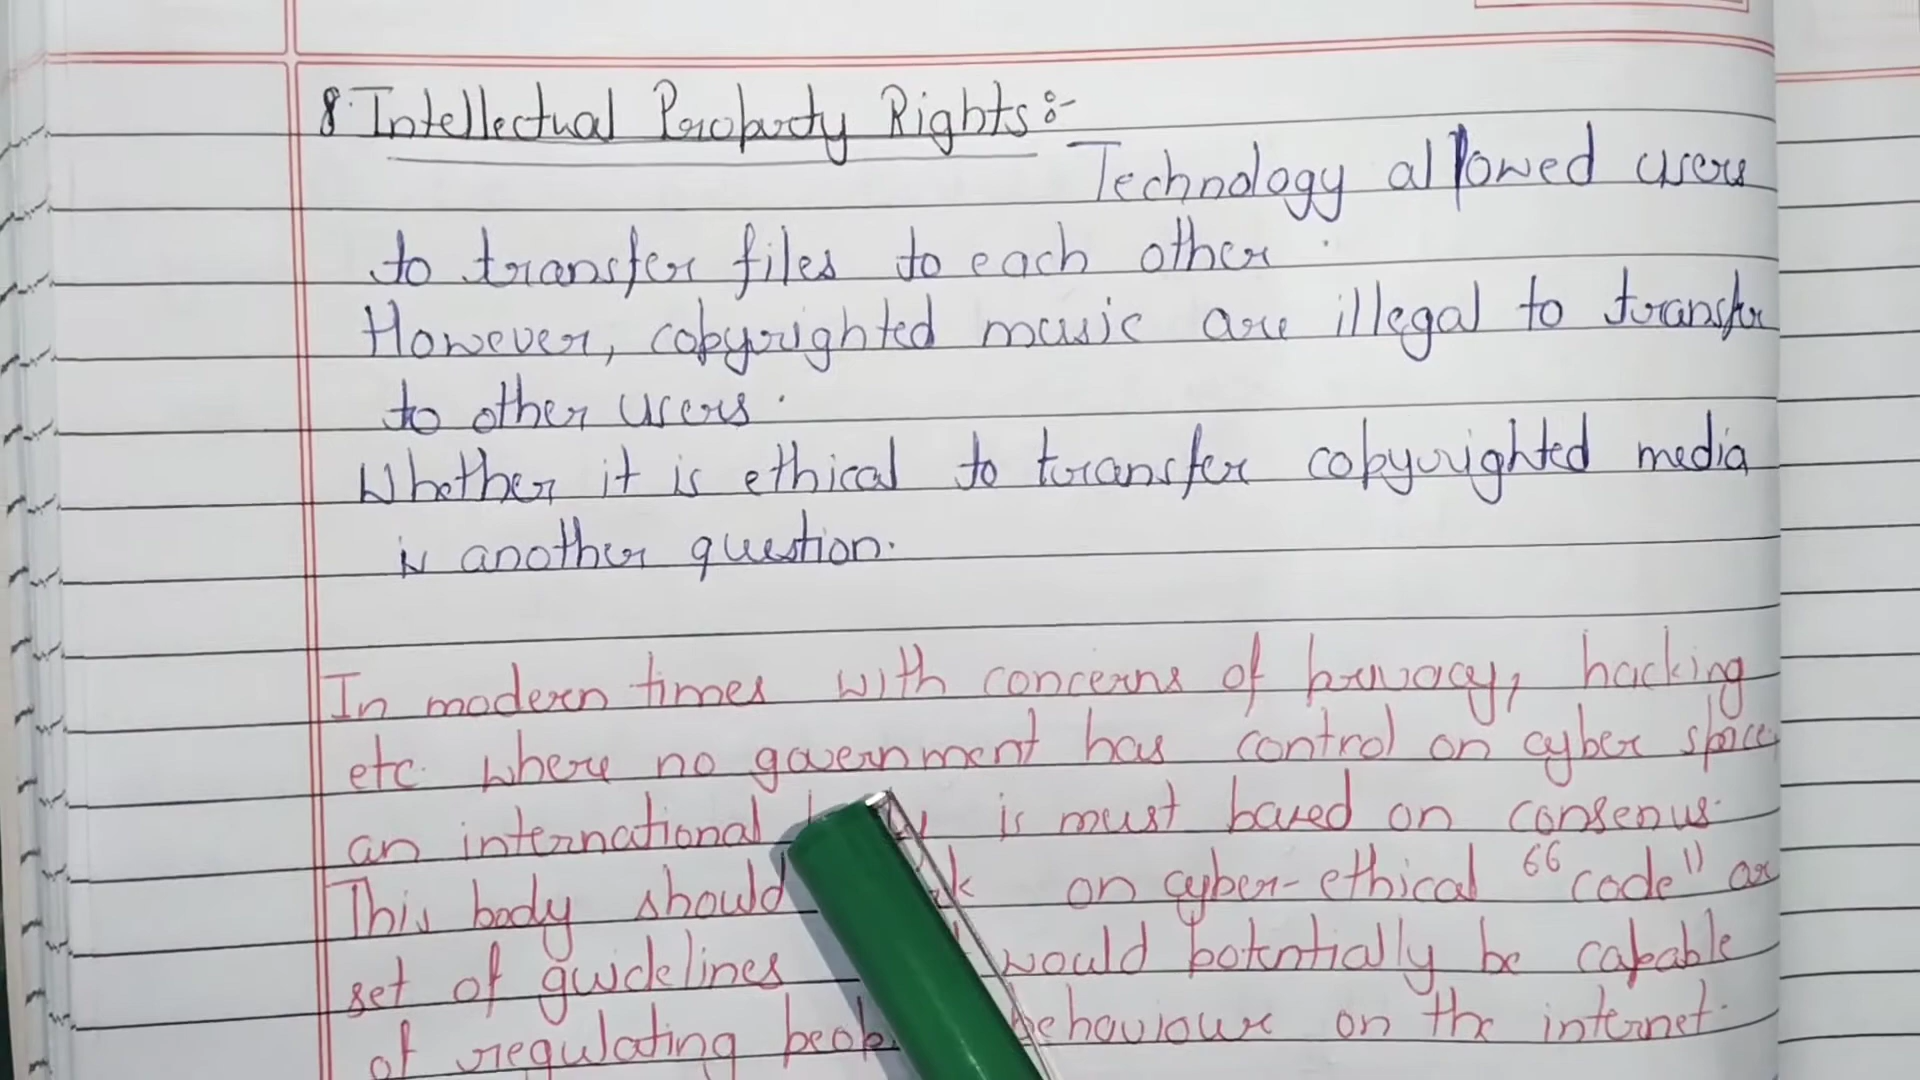 8. Intellectual Property Rights :-
Technology allowed users
to transfer files to each other.
However, copyrighted music are illegal to transfer
to other users.
Whether it is ethical to transfer copyrighted media
is another question.
In modern times with concerns of privacy, hacking
etc. where no government has control on cyber space,
an international is must based on consenus.
This body should on cyber-ethical "code" or
set of guidelines would potentially be capable
of regulating behaviour on the internet.